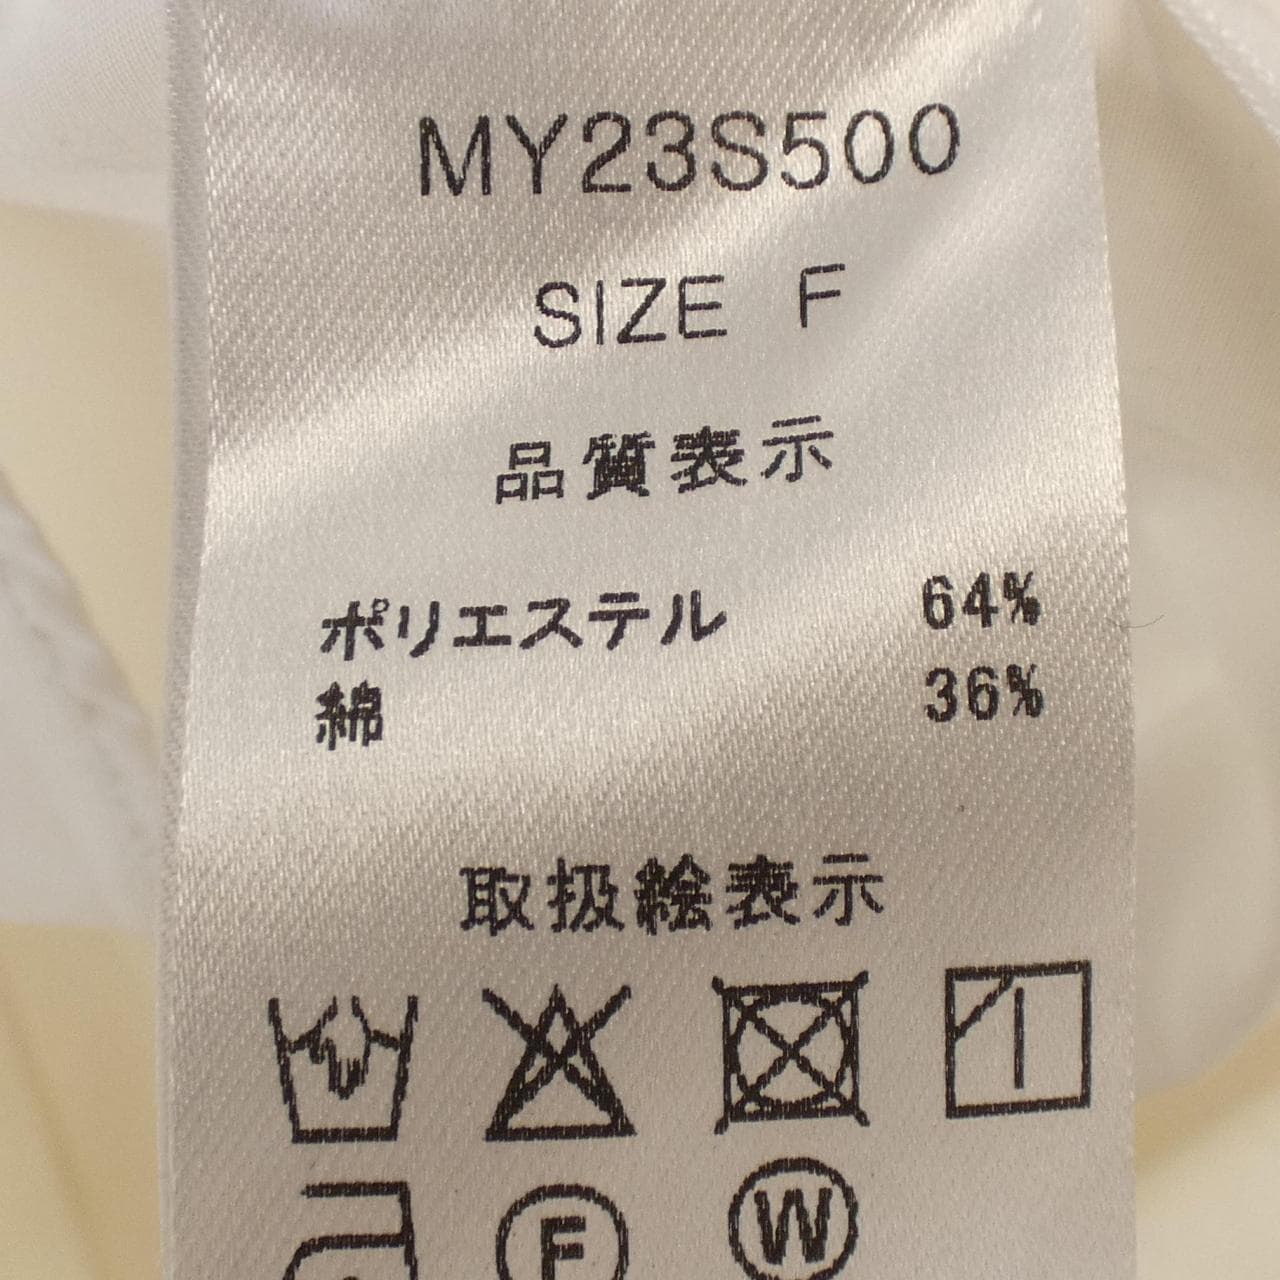 MY23S500
SIZE F
品質表示
ポリエステル 64%
綿 36%
取扱絵表示
F W